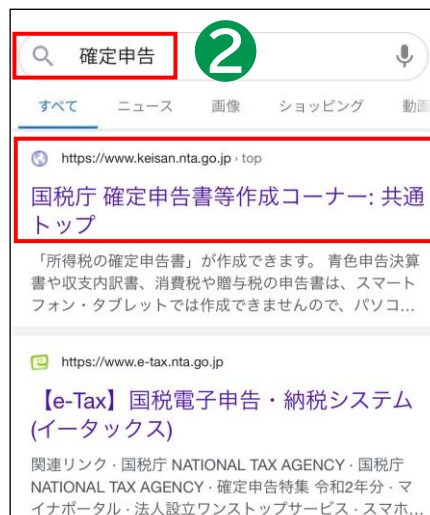 確定申告
2
すべて ニュース 画像 ショッピング 動画
https://www.keisan.nta.go.jp › top
国税庁 確定申告書等作成コーナー: 共通
トップ
「所得税の確定申告書」が作成できます。 青色申告決算
書や収支内訳書、消費税や贈与税の申告書は、スマート
フォン・タブレットでは作成できませんので、パソコ...
https://www.e-tax.nta.go.jp
【e-Tax】国税電子申告・納税システム
(イータックス)
関連リンク · 国税庁 NATIONAL TAX AGENCY · 国税庁
NATIONAL TAX AGENCY · 確定申告特集 令和2年分 · マ
イナポータル · 法人設立ワンストップサービス · スマホ...